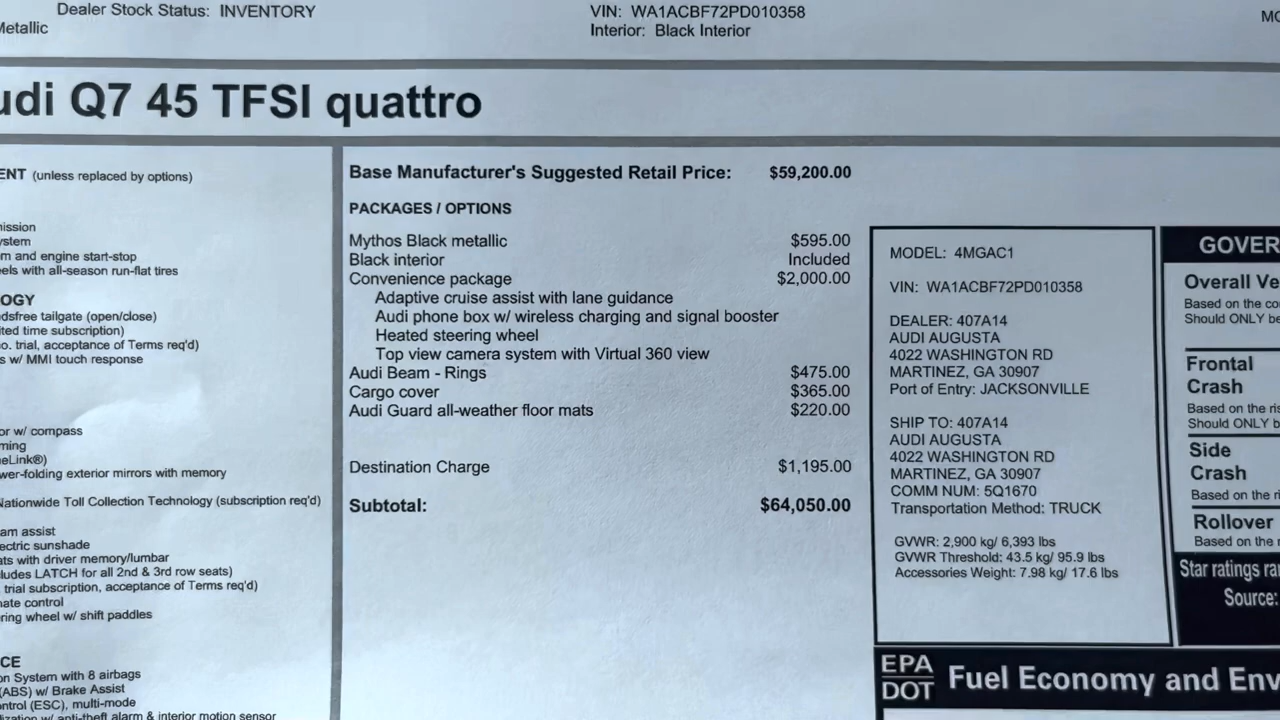 Dealer Stock Status: INVENTORY
VIN: WA1ACBF72PD010358
Metallic
Interior: Black Interior
udi Q7 45 TFSI quattro
ENT (unless replaced by options)
nission
ystem
m and engine start-stop
eels with all-season run-flat tires
OGY
ndsfree tailgate (open/close)
ited time subscription)
o. trial, acceptance of Terms req'd)
s w/ MMI touch response
or w/ compass
ming
eLink®)
wer-folding exterior mirrors with memory
Nationwide Toll Collection Technology (subscription req'd)
am assist
ectric sunshade
ats with driver memory/lumbar
cludes LATCH for all 2nd & 3rd row seats)
trial subscription, acceptance of Terms req'd)
nate control
ring wheel w/ shift paddles
CE
on System with 8 airbags
(ABS) w/ Brake Assist
ontrol (ESC), multi-mode
lization w/ anti-theft alarm & interior motion sensor
Base Manufacturer's Suggested Retail Price: $59,200.00
PACKAGES / OPTIONS
Mythos Black metallic $595.00
Black interior Included
Convenience package $2,000.00
Adaptive cruise assist with lane guidance
Audi phone box w/ wireless charging and signal booster
Heated steering wheel
Top view camera system with Virtual 360 view
Audi Beam - Rings $475.00
Cargo cover $365.00
Audi Guard all-weather floor mats $220.00
Destination Charge $1,195.00
Subtotal: $64,050.00
MODEL: 4MGAC1
VIN: WA1ACBF72PD010358
DEALER: 407A14
AUDI AUGUSTA
4022 WASHINGTON RD
MARTINEZ, GA 30907
Port of Entry: JACKSONVILLE
SHIP TO: 407A14
AUDI AUGUSTA
4022 WASHINGTON RD
MARTINEZ, GA 30907
COMM NUM: 5Q1670
Transportation Method: TRUCK
GVWR: 2,900 kg/ 6,393 lbs
GVWR Threshold: 43.5 kg/ 95.9 lbs
Accessories Weight: 7.98 kg/ 17.6 lbs
GOVER
Overall Ve
Based on the co
Should ONLY be
Frontal
Crash
Based on the ris
Should ONLY b
Side
Crash
Based on the ri
Rollover
Based on the r
Star ratings ra
Source:
EPA
DOT
Fuel Economy and Env